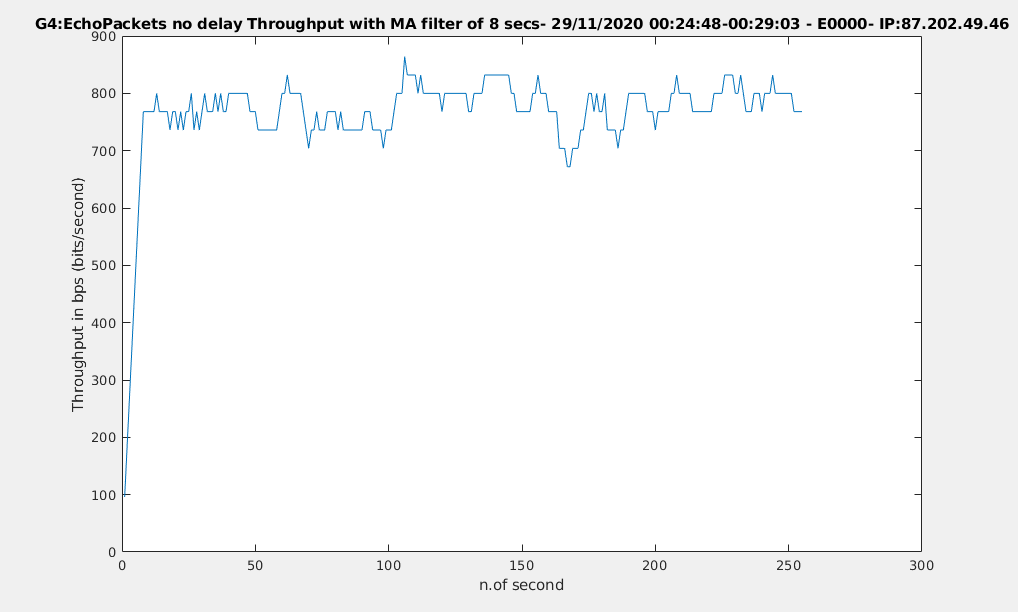 G4:EchoPackets no delay Throughput with MA filter of 8 secs- 29/11/2020 00:24:48-00:29:03 - E0000- IP:87.202.49.46
900
800
700
600
500
400
300
200
100
0
Throughput in bps (bits/second)
0 50 100 150 200 250 300
n.of second